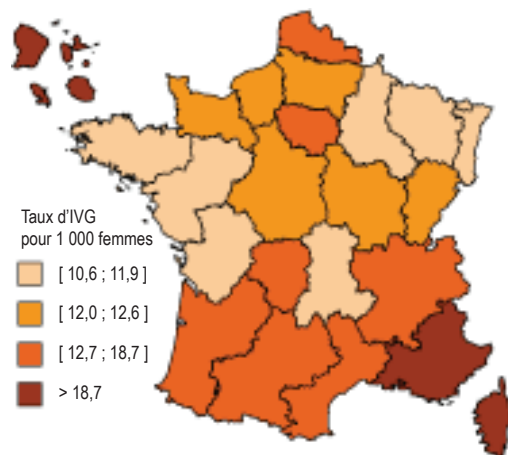 Taux d'IVG
pour 1 000 femmes
[ 10,6 ; 11,9 ]
[ 12,0 ; 12,6 ]
[ 12,7 ; 18,7 ]
> 18,7